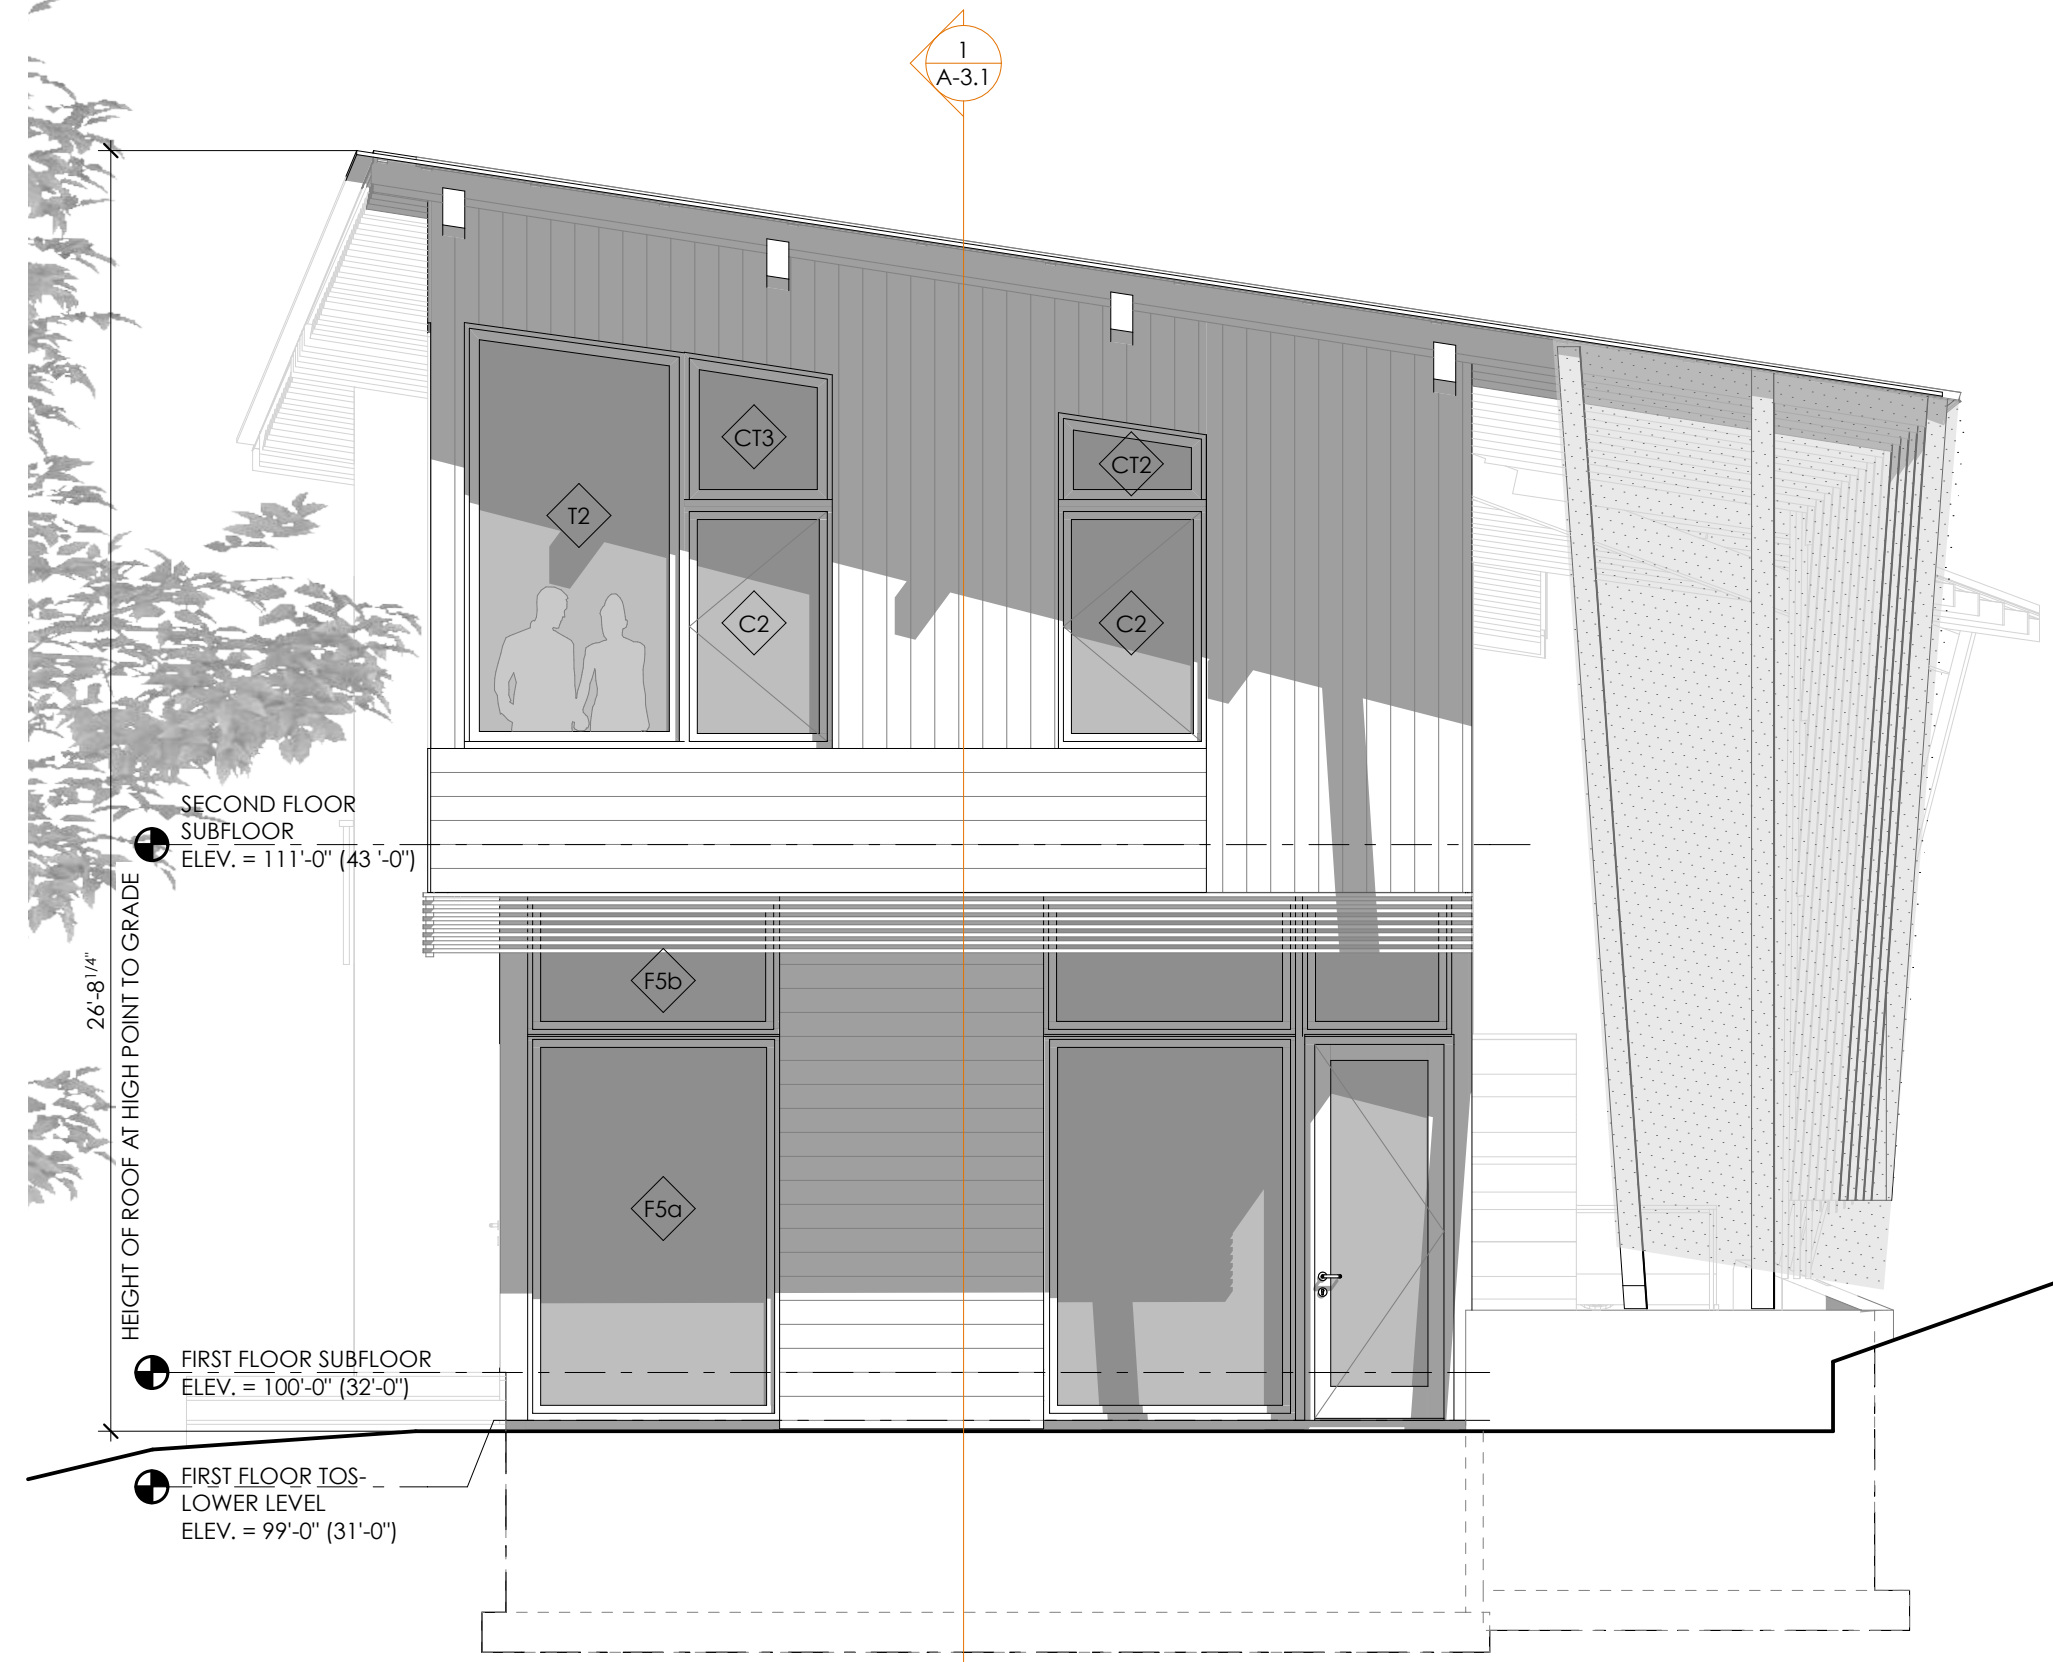 1
A-3.1
CT3
CT2
T2
C2
C2
SECOND FLOOR
SUBFLOOR
ELEV. = 111'-0" (43 '-0")
26'-8 1/4"
HEIGHT OF ROOF AT HIGH POINT TO GRADE
F5b
F5a
FIRST FLOOR SUBFLOOR
ELEV. = 100'-0" (32'-0")
FIRST FLOOR TOS-
LOWER LEVEL
ELEV. = 99'-0" (31'-0")